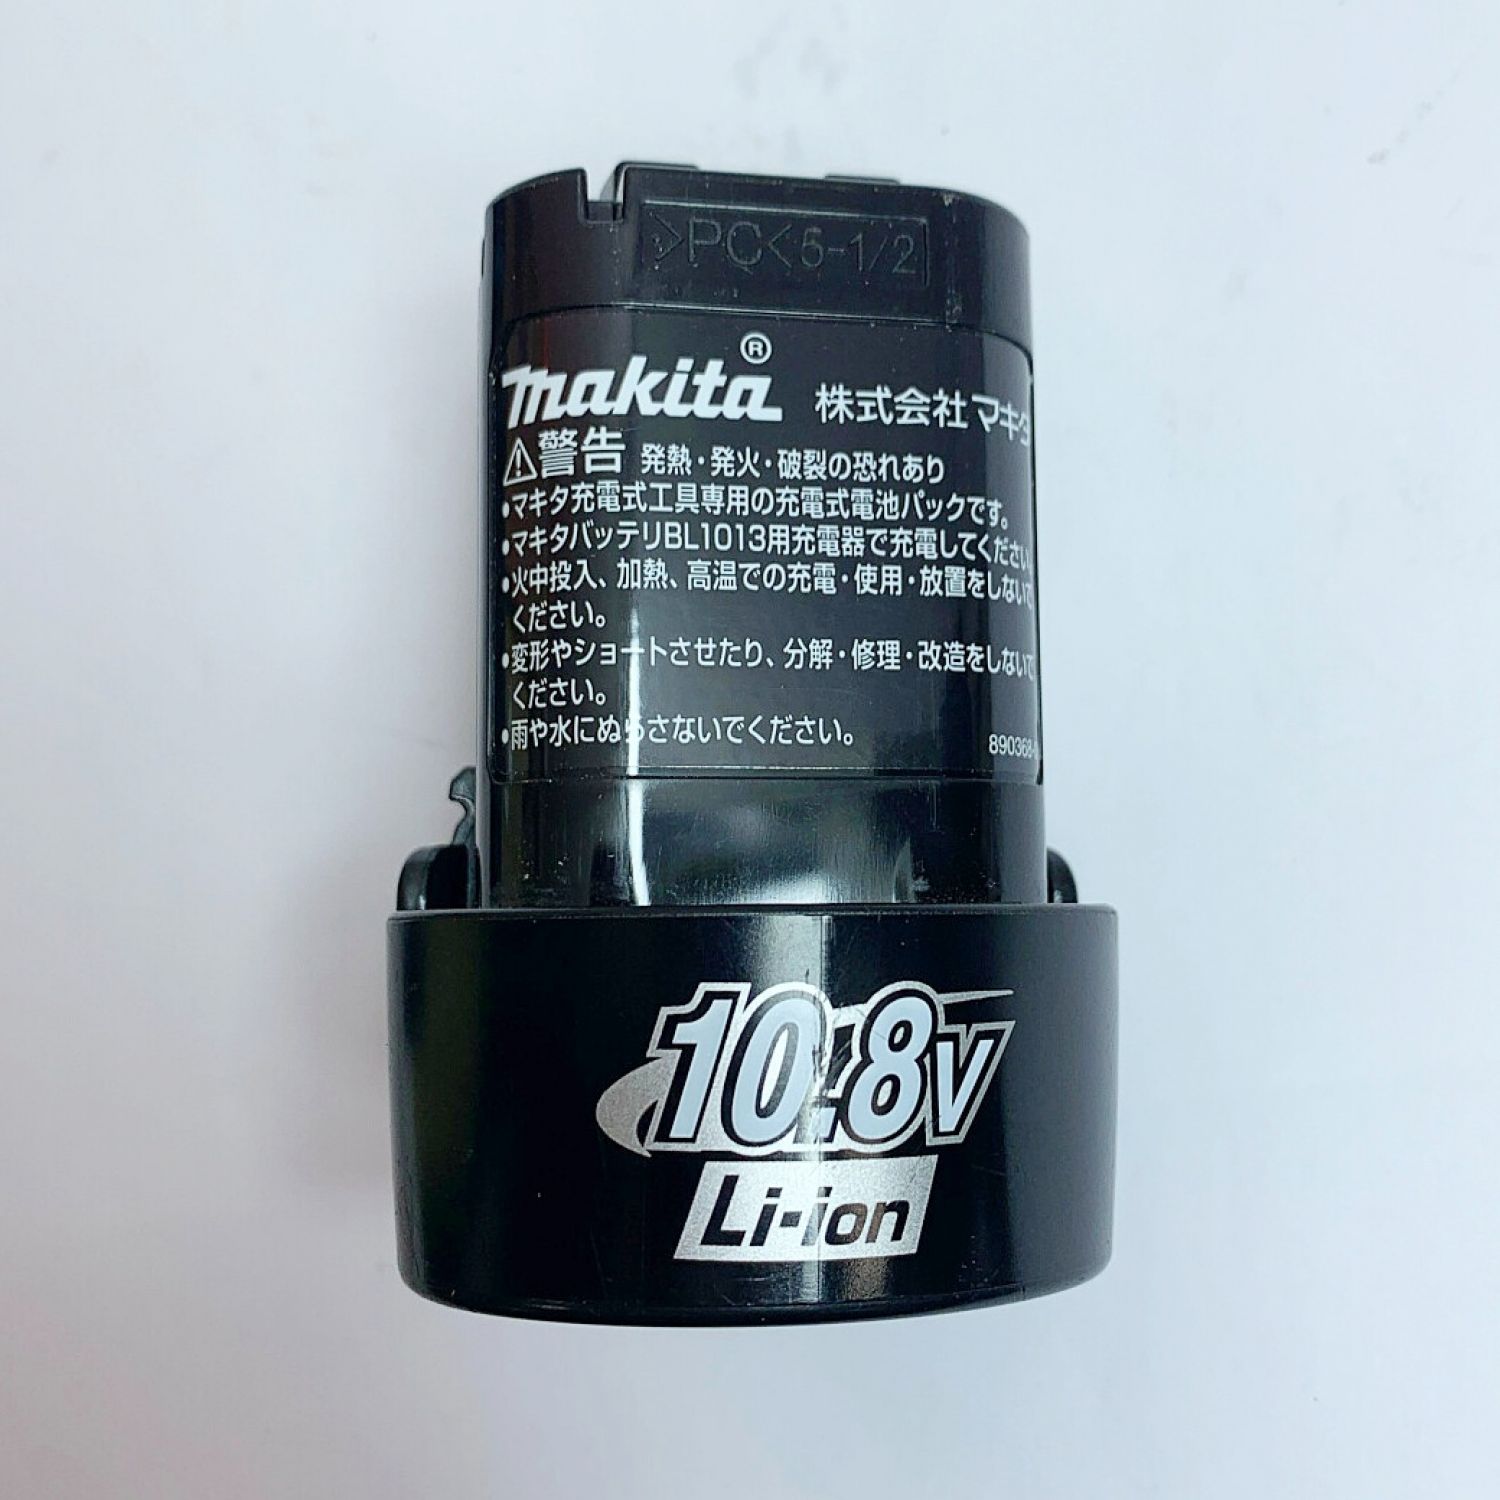 >PC< 5-1/2
makita® 株式会社マキタ
⚠警告 発熱・発火・破裂の恐れあり
•マキタ充電式工具専用の充電式電池パックです。
•マキタバッテリBL1013用充電器で充電してください。
•火中投入、加熱、高温での充電・使用・放置をしないで
ください。
•変形やショートさせたり、分解・修理・改造をしないで
ください。
•雨や水にぬらさないでください。
890368-
10.8V
Li-ion